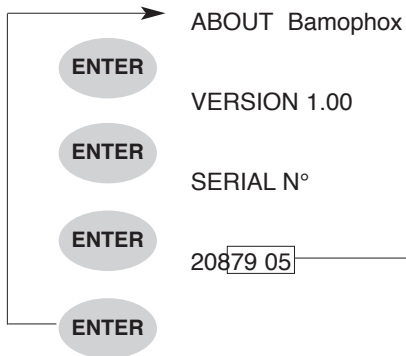 ABOUT Bamophox
ENTER
VERSION 1.00
ENTER
SERIAL N°
ENTER
20879 05
ENTER